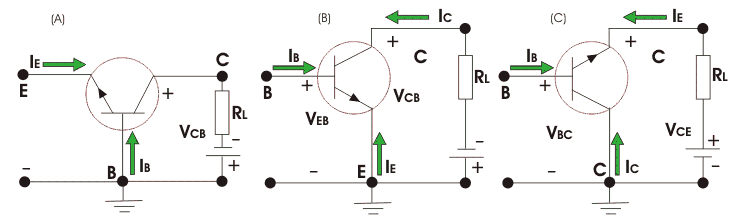 (A)
IE
E
C
+
RL
VCB
-
+
B
IB
-
(B)
IC
IB
+
C
B
+
RL
VEB
VCB
-
+
-
E
IE
(C)
IE
IB
+
C
B
+
RL
VBC
VCE
+
-
-
C
IC